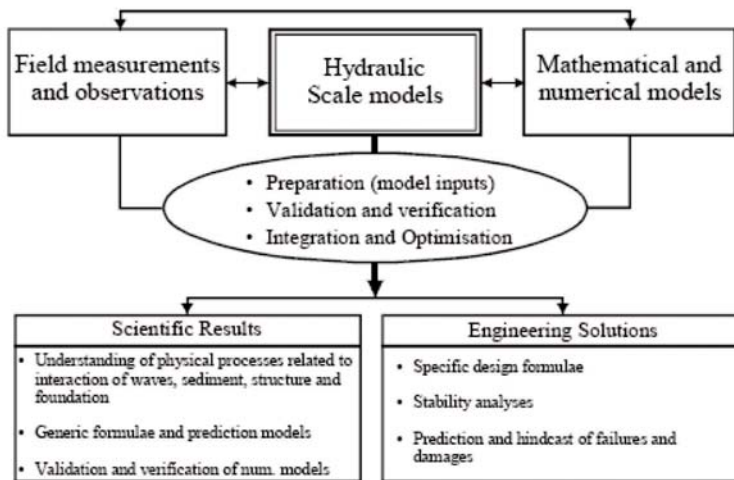 Field measurements
and observations
Hydraulic
Scale models
Mathematical and
numerical models
• Preparation (model inputs)
• Validation and verification
• Integration and Optimisation
Scientific Results
• Understanding of physical processes related to
interaction of waves, sediment, structure and
foundation
• Generic formulae and prediction models
• Validation and verification of num. models
Engineering Solutions
• Specific design formulae
• Stability analyses
• Prediction and hindcast of failures and
damages